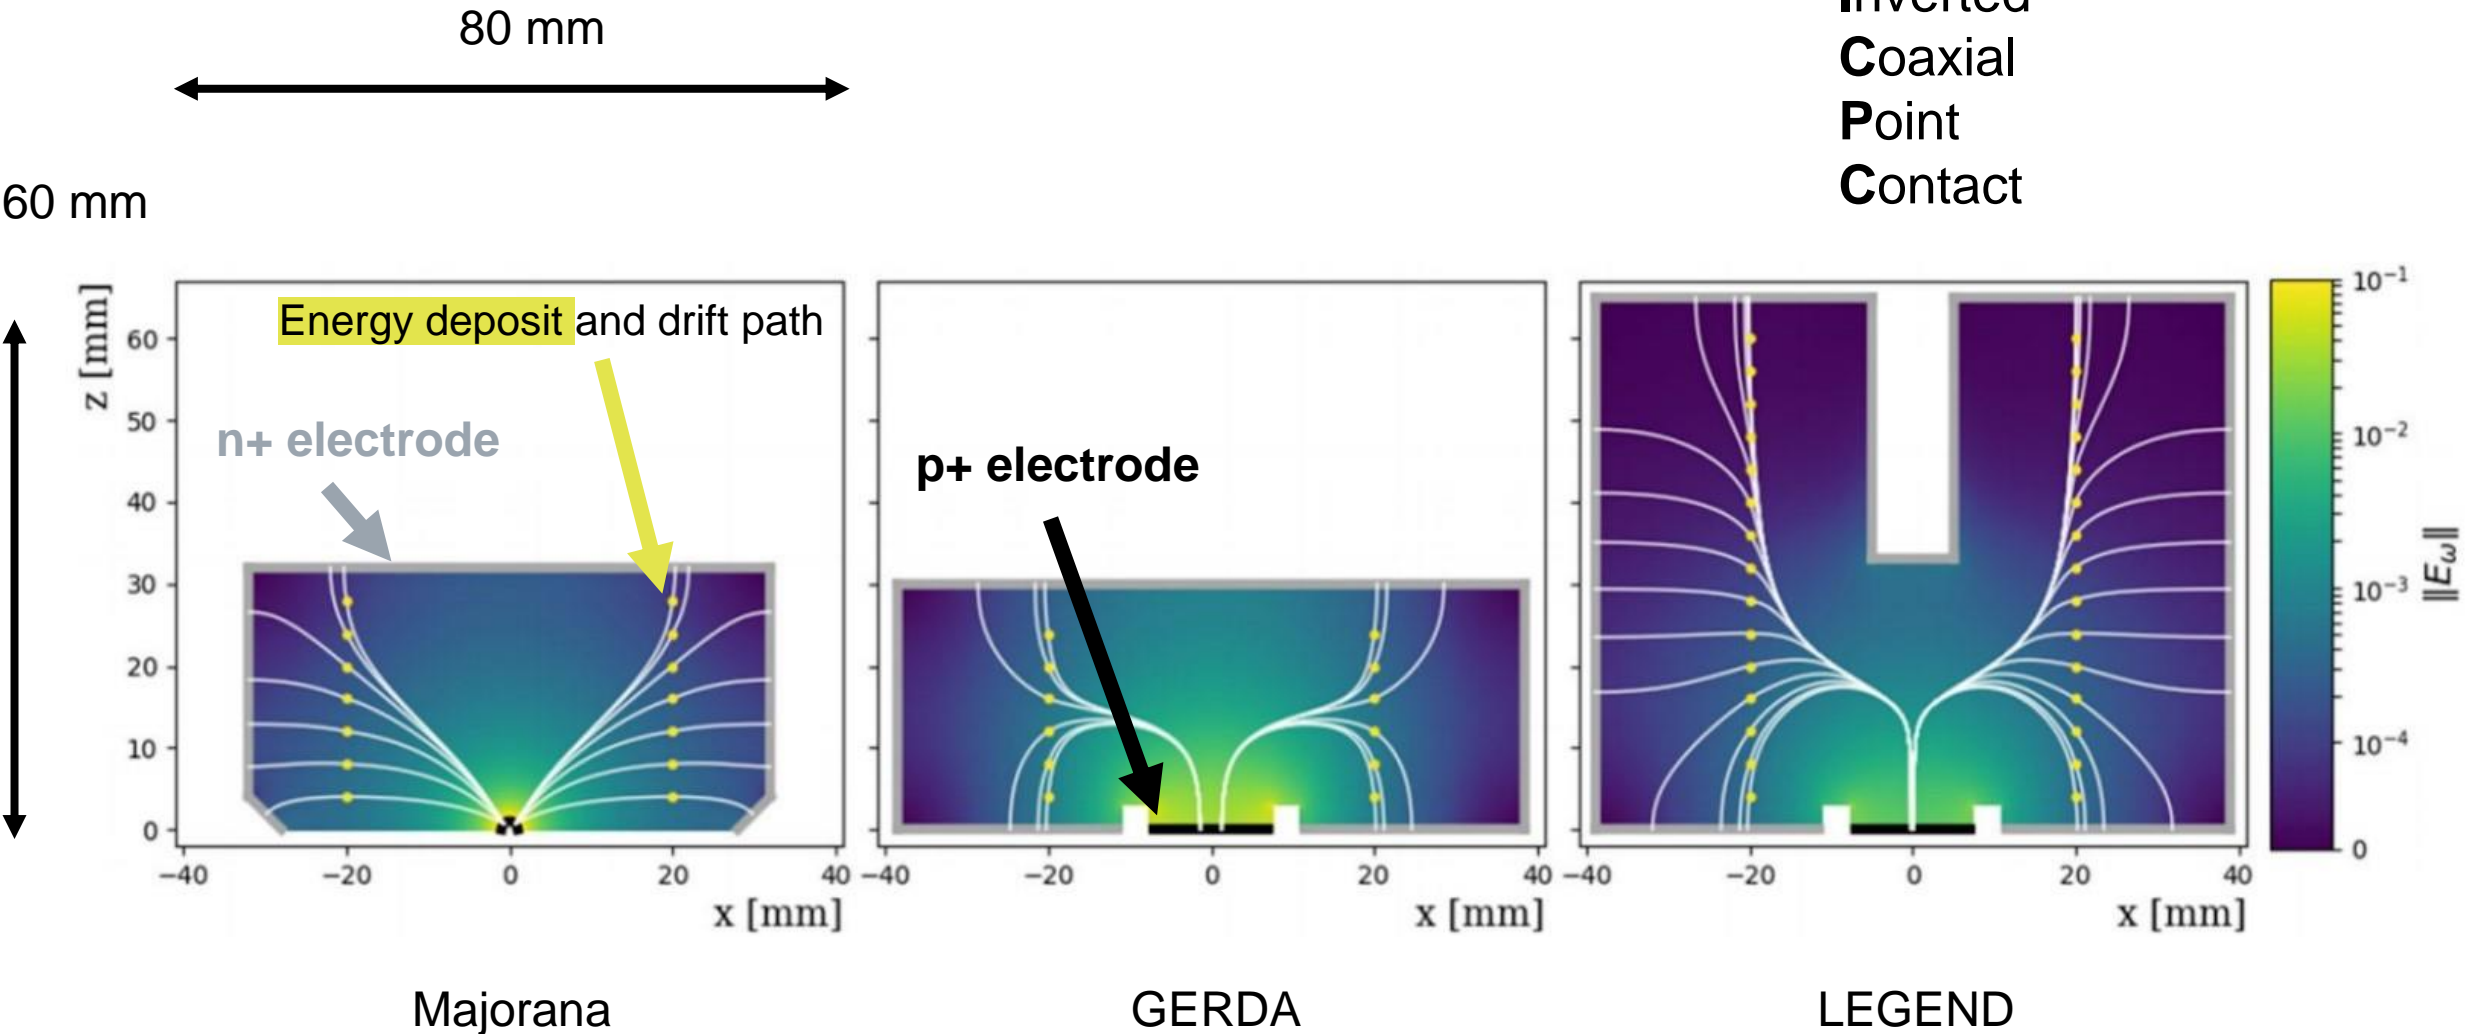 Inverted
80 mm
Coaxial
Point
Contact
60 mm
Energy deposit and drift path
n+ electrode
p+ electrode
z [mm]
60
50
40
30
20
10
0
−40 −20 0 20 40
x [mm]
−40 −20 0 20 40
x [mm]
−40 −20 0 20 40
x [mm]
10⁻¹
10⁻²
10⁻³
10⁻⁴
0
‖E_ω‖
Majorana GERDA LEGEND